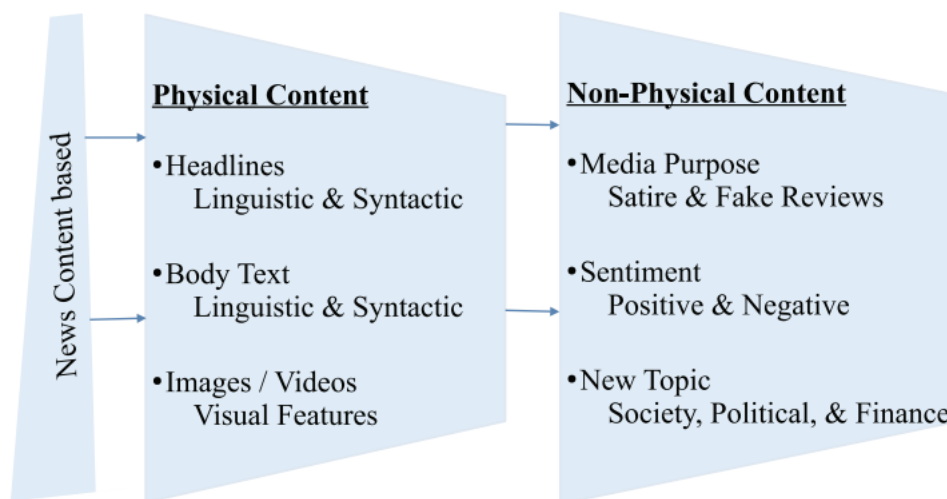 News Content based
Physical Content
•Headlines
Linguistic & Syntactic
•Body Text
Linguistic & Syntactic
•Images / Videos
Visual Features
Non-Physical Content
•Media Purpose
Satire & Fake Reviews
•Sentiment
Positive & Negative
•New Topic
Society, Political, & Finance